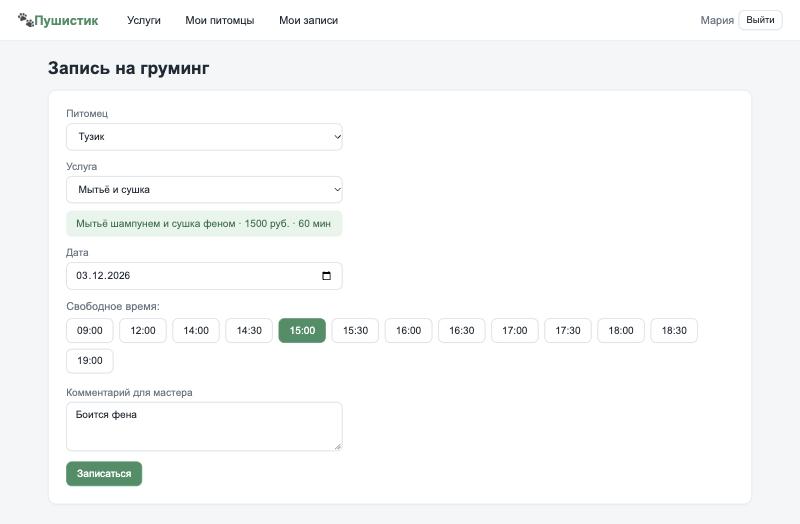 Пушистик Услуги Мои питомцы Мои записи Мария Выйти
Запись на груминг
Питомец
Тузик
Услуга
Мытьё и сушка
Мытьё шампунем и сушка феном · 1500 руб. · 60 мин
Дата
03.12.2026
Свободное время:
09:00 12:00 14:00 14:30 15:00 15:30 16:00 16:30 17:00 17:30 18:00 18:30
19:00
Комментарий для мастера
Боится фена
Записаться